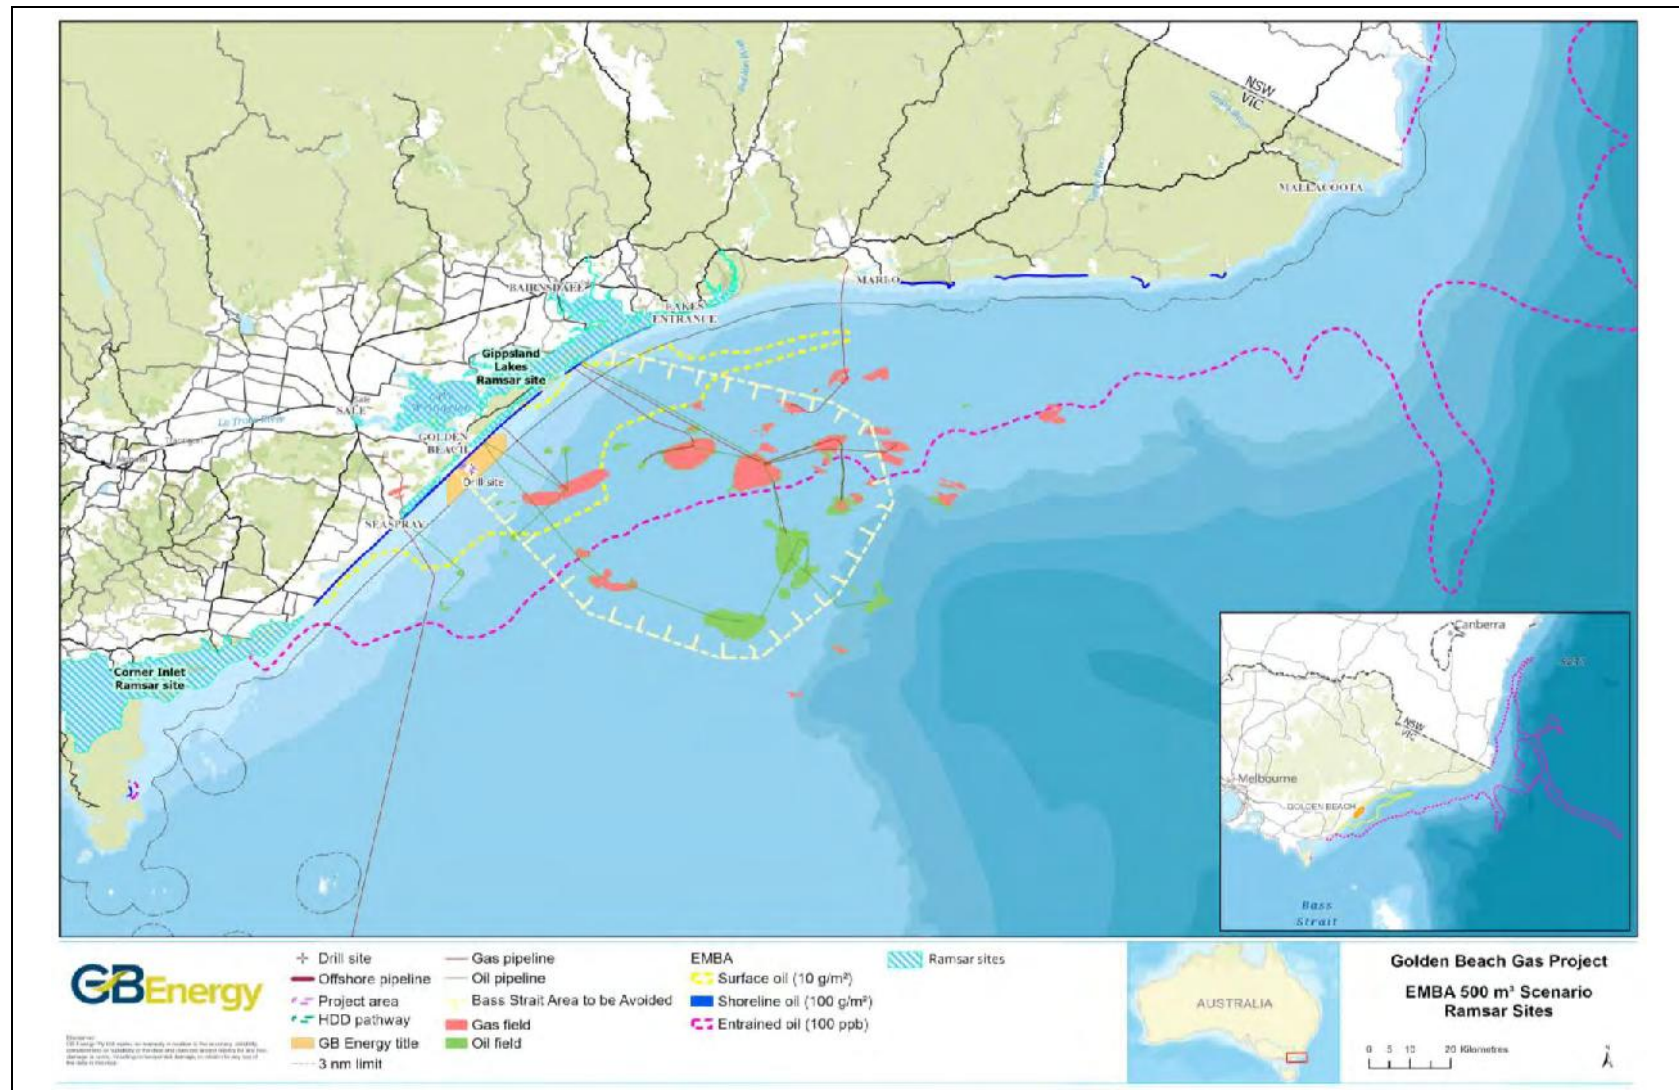 NSW
VIC
MALLACOOTA
BAIRNSDALE
LAKES
ENTRANCE
MARLO
Gippsland
Lakes
Ramsar site
SALE
Sale
La Trobe River
GOLDEN
BEACH
Drill site
SEASPRAY
Corner Inlet
Ramsar site
Canberra
NSW
VIC
Melbourne
GOLDEN BEACH
Bass
Strait
GBEnergy
Drill site
Offshore pipeline
Project area
HDD pathway
GB Energy title
3 nm limit
Gas pipeline
Oil pipeline
Bass Strait Area to be Avoided
Gas field
Oil field
EMBA
Surface oil (10 g/m²)
Shoreline oil (100 g/m²)
Entrained oil (100 ppb)
Ramsar sites
AUSTRALIA
Golden Beach Gas Project
EMBA 500 m³ Scenario
Ramsar Sites
0 5 10 20 Kilometres
N